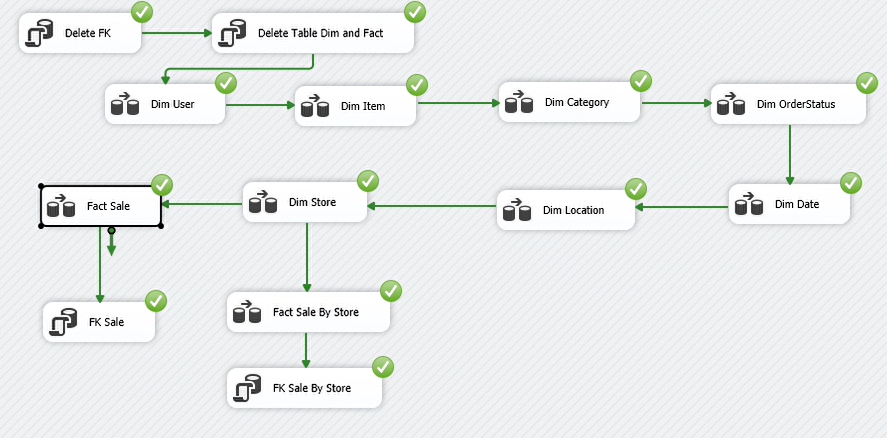 Delete FK
Delete Table Dim and Fact
Dim User
Dim Item
Dim Category
Dim OrderStatus
Fact Sale
Dim Store
Dim Location
Dim Date
FK Sale
Fact Sale By Store
FK Sale By Store